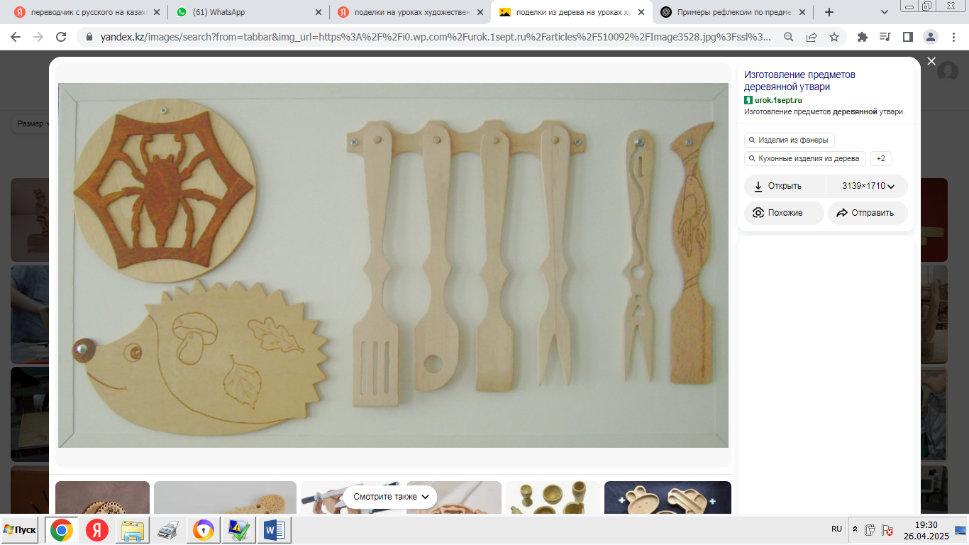 переводчик с русского на казах
(61) WhatsApp
поделки на уроках художествен
поделки из дерева на уроках ху
Примеры рефлексии по предме
yandex.kz/images/search?from=tabbar&img_url=https%3A%2F%2Fi0.wp.com%2Furok.1sept.ru%2Farticles%2F510092%2FImage3528.jpg%3Fssl%3...
Размер
Изготовление предметов
деревянной утвари
urok.1sept.ru
Изготовление предметов деревянной утвари.
Изделия из фанеры
Кухонные изделия из дерева
+2
Открыть
3139×1710
Похожие
Отправить
Смотрите также
Пуск
RU
19:30
26.04.2025